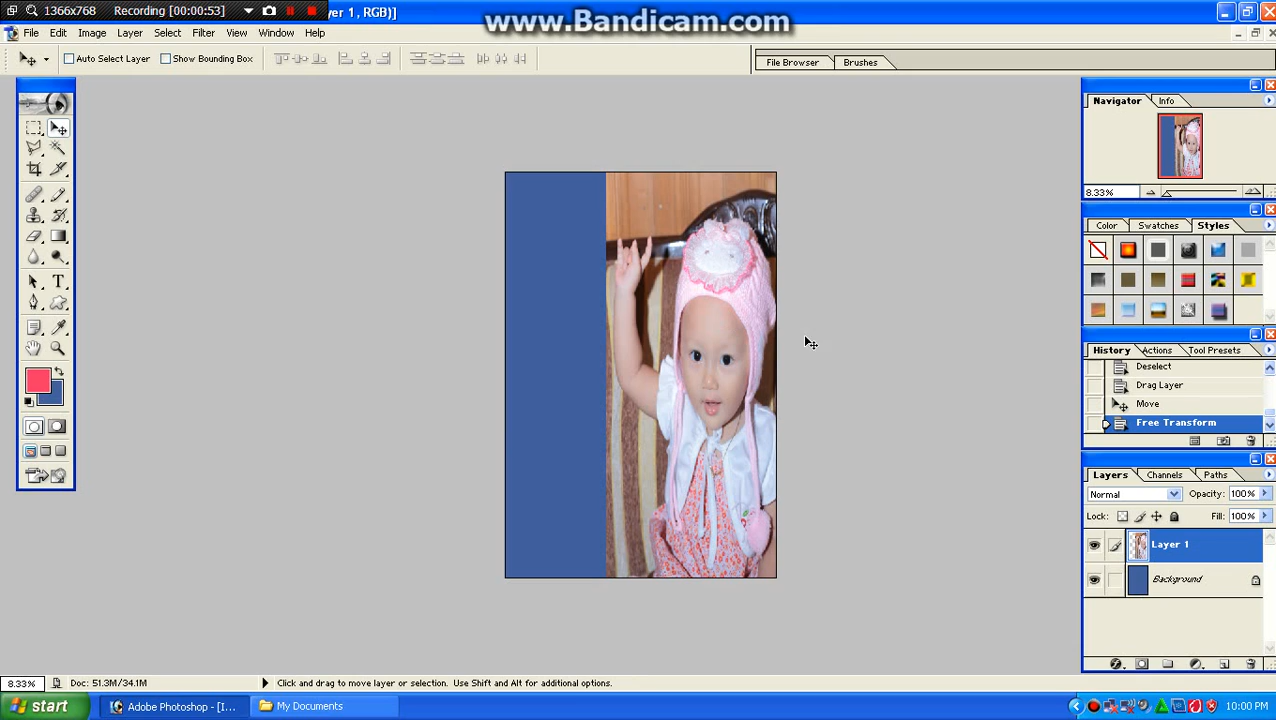 1366x768 Recording [00:00:53] yer 1, RGB)]
www.Bandicam.com
File Edit Image Layer Select Filter View Window Help
Auto Select Layer Show Bounding Box File Browser Brushes
Navigator Info
8.33%
Color Swatches Styles
History Actions Tool Presets
Deselect
Drag Layer
Move
Free Transform
Layers Channels Paths
Normal Opacity: 100%
Lock: Fill: 100%
Layer 1
Background
8.33% Doc: 51.3M/34.1M Click and drag to move layer or selection. Use Shift and Alt for additional options.
start Adobe Photoshop - [I... My Documents 10:00 PM